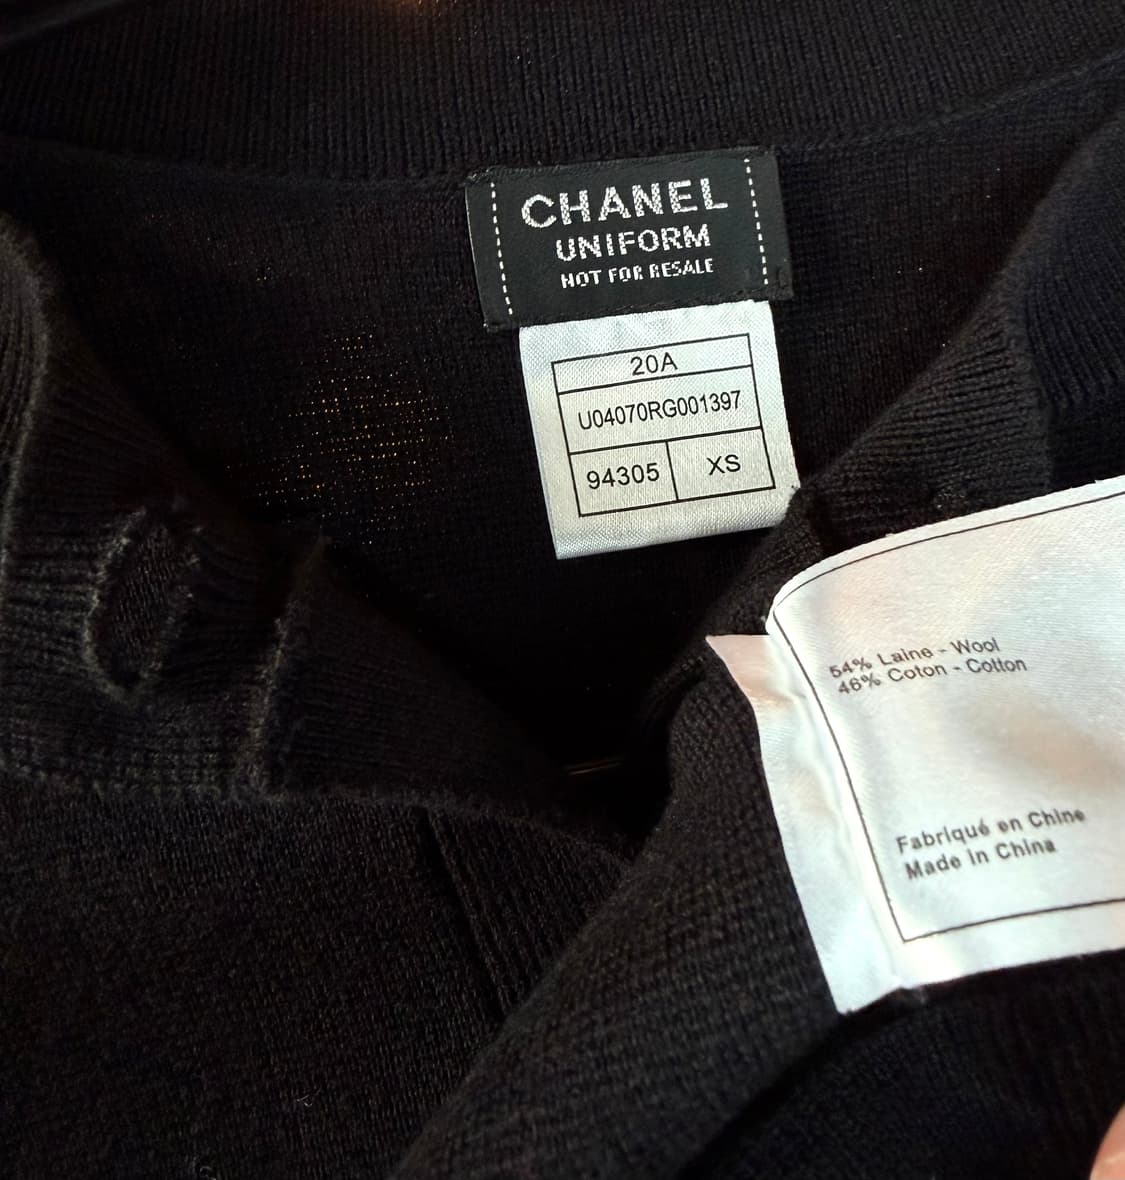 CHANEL
UNIFORM
NOT FOR RESALE
20A
U04070RG001397
94305
XS
54% Laine - Wool
46% Coton - Cotton
Fabriqué en Chine
Made in China